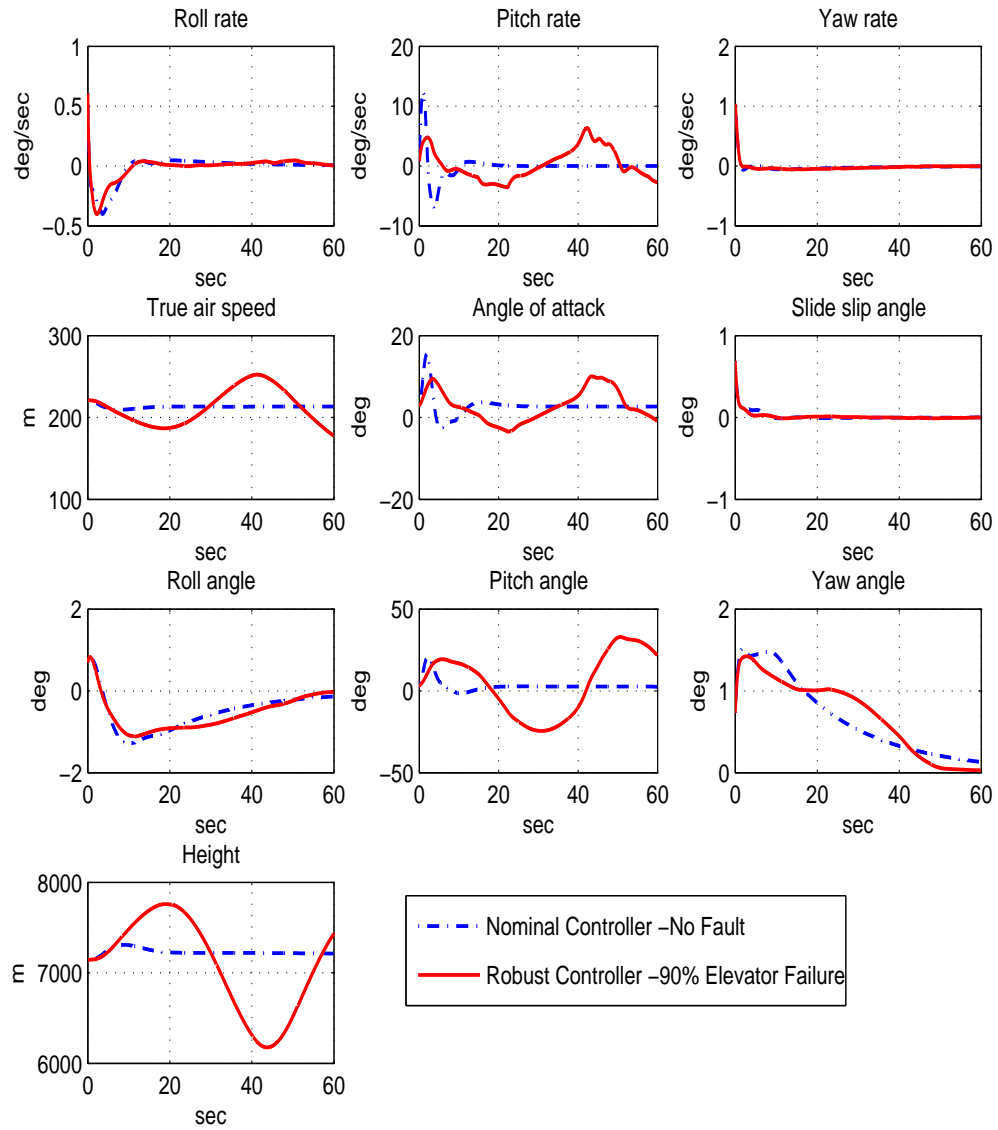 Roll rate
Pitch rate
Yaw rate
1
0.5
0
−0.5
deg/sec
0 20 40 60
sec
20
10
0
−10
deg/sec
0 20 40 60
sec
2
1
0
−1
−2
deg/sec
0 20 40 60
sec
True air speed
Angle of attack
Slide slip angle
300
200
100
m
0 20 40 60
sec
20
0
−20
deg
0 20 40 60
sec
1
0
−1
deg
0 20 40 60
sec
Roll angle
Pitch angle
Yaw angle
2
0
−2
deg
0 20 40 60
sec
50
0
−50
deg
0 20 40 60
sec
2
1
0
deg
0 20 40 60
sec
Height
8000
7000
6000
m
0 20 40 60
sec
Nominal Controller −No Fault
Robust Controller −90% Elevator Failure